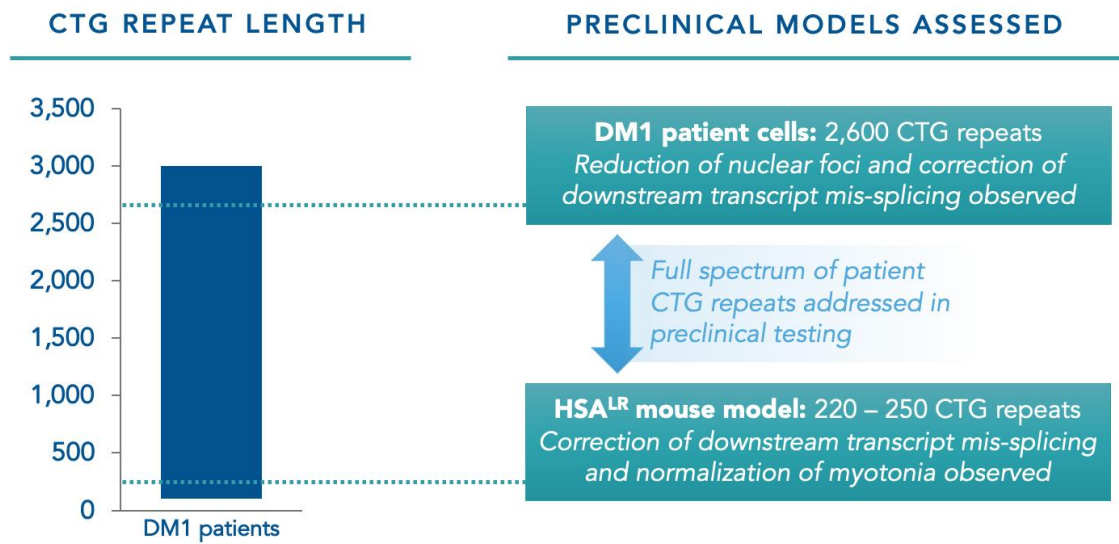 CTG REPEAT LENGTH
3,500
3,000
2,500
2,000
1,500
1,000
500
0
DM1 patients
PRECLINICAL MODELS ASSESSED
DM1 patient cells: 2,600 CTG repeats
Reduction of nuclear foci and correction of
downstream transcript mis-splicing observed
Full spectrum of patient
CTG repeats addressed in
preclinical testing
HSALR mouse model: 220 – 250 CTG repeats
Correction of downstream transcript mis-splicing
and normalization of myotonia observed